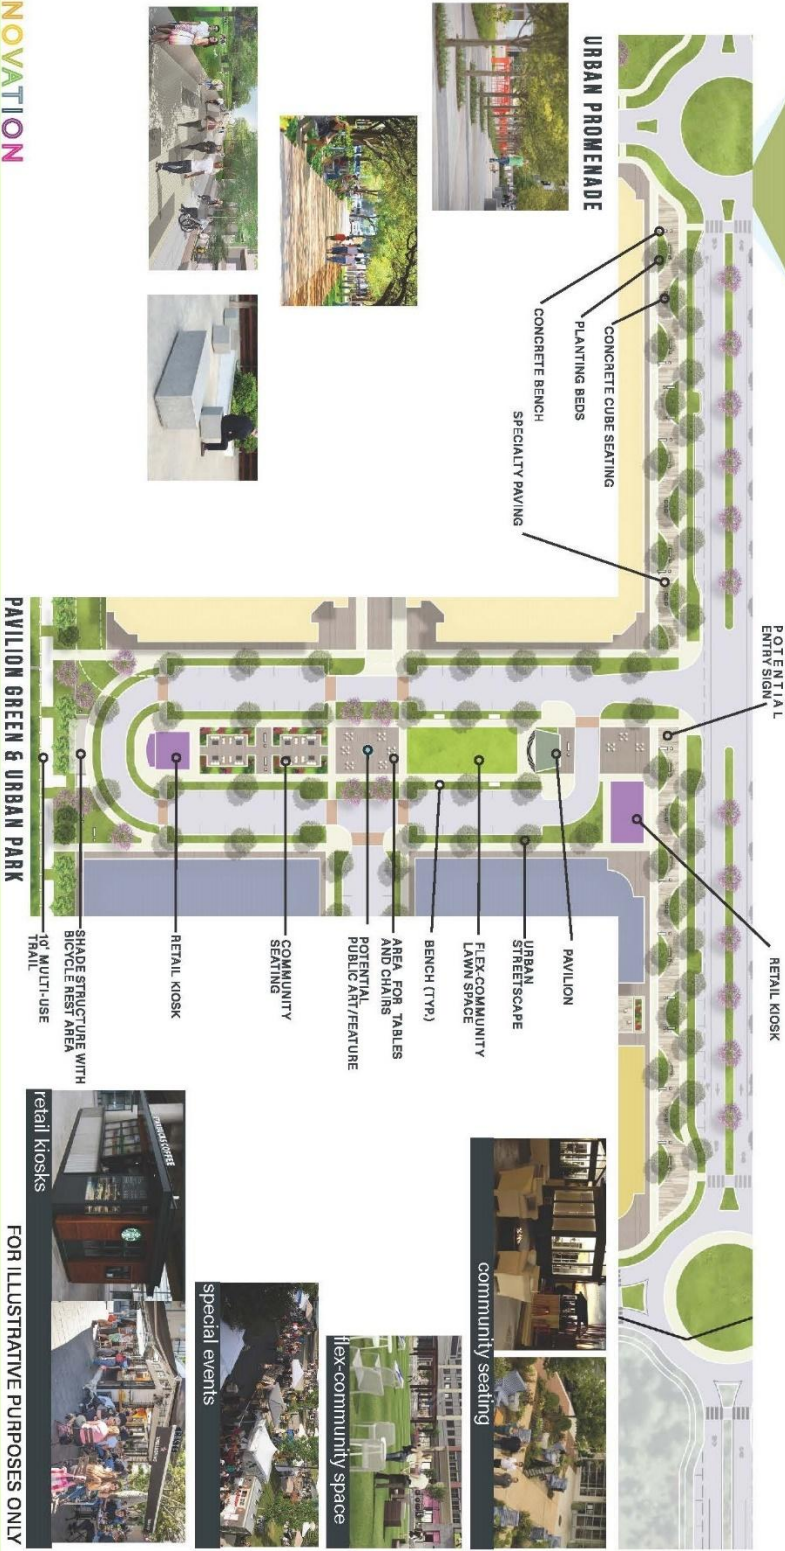 POTENTIAL
ENTRY SIGN
RETAIL KIOSK
URBAN PROMENADE
CONCRETE CUBE SEATING
PLANTING BEDS
CONCRETE BENCH
SPECIALTY PAVING
PAVILION
URBAN
STREETSCAPE
FLEX-COMMUNITY
LAWN SPACE
BENCH (TYP.)
AREA FOR TABLES
AND CHAIRS
POTENTIAL
PUBLIC ART/FEATURE
COMMUNITY
SEATING
RETAIL KIOSK
SHADE STRUCTURE WITH
BICYCLE REST AREA
10' MULTI-USE
TRAIL
community seating
flex-community space
special events
STARBUCKS COFFEE
retail kiosks
NOVATION
PAVILION GREEN & URBAN PARK
FOR ILLUSTRATIVE PURPOSES ONLY